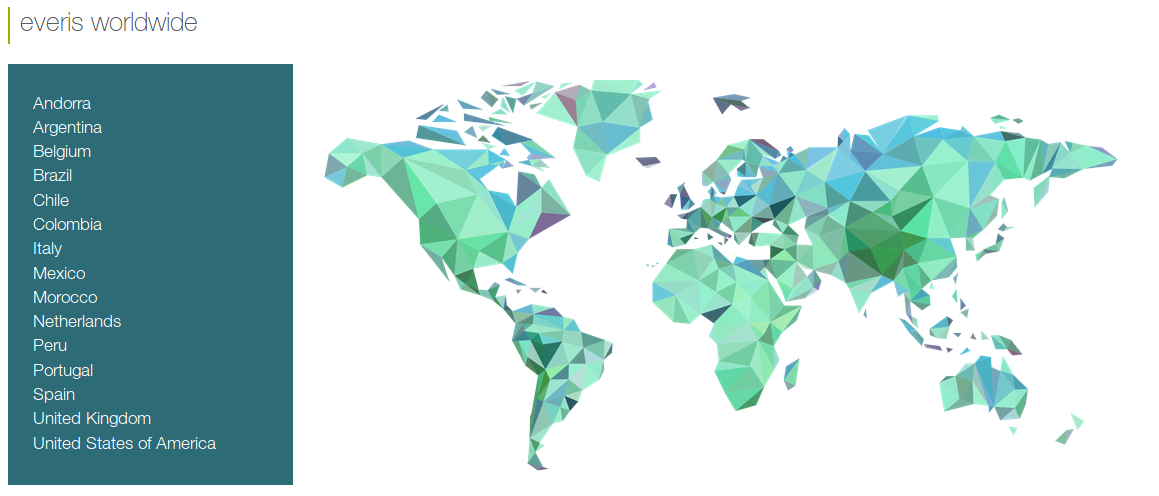 everis worldwide
Andorra
Argentina
Belgium
Brazil
Chile
Colombia
Italy
Mexico
Morocco
Netherlands
Peru
Portugal
Spain
United Kingdom
United States of America